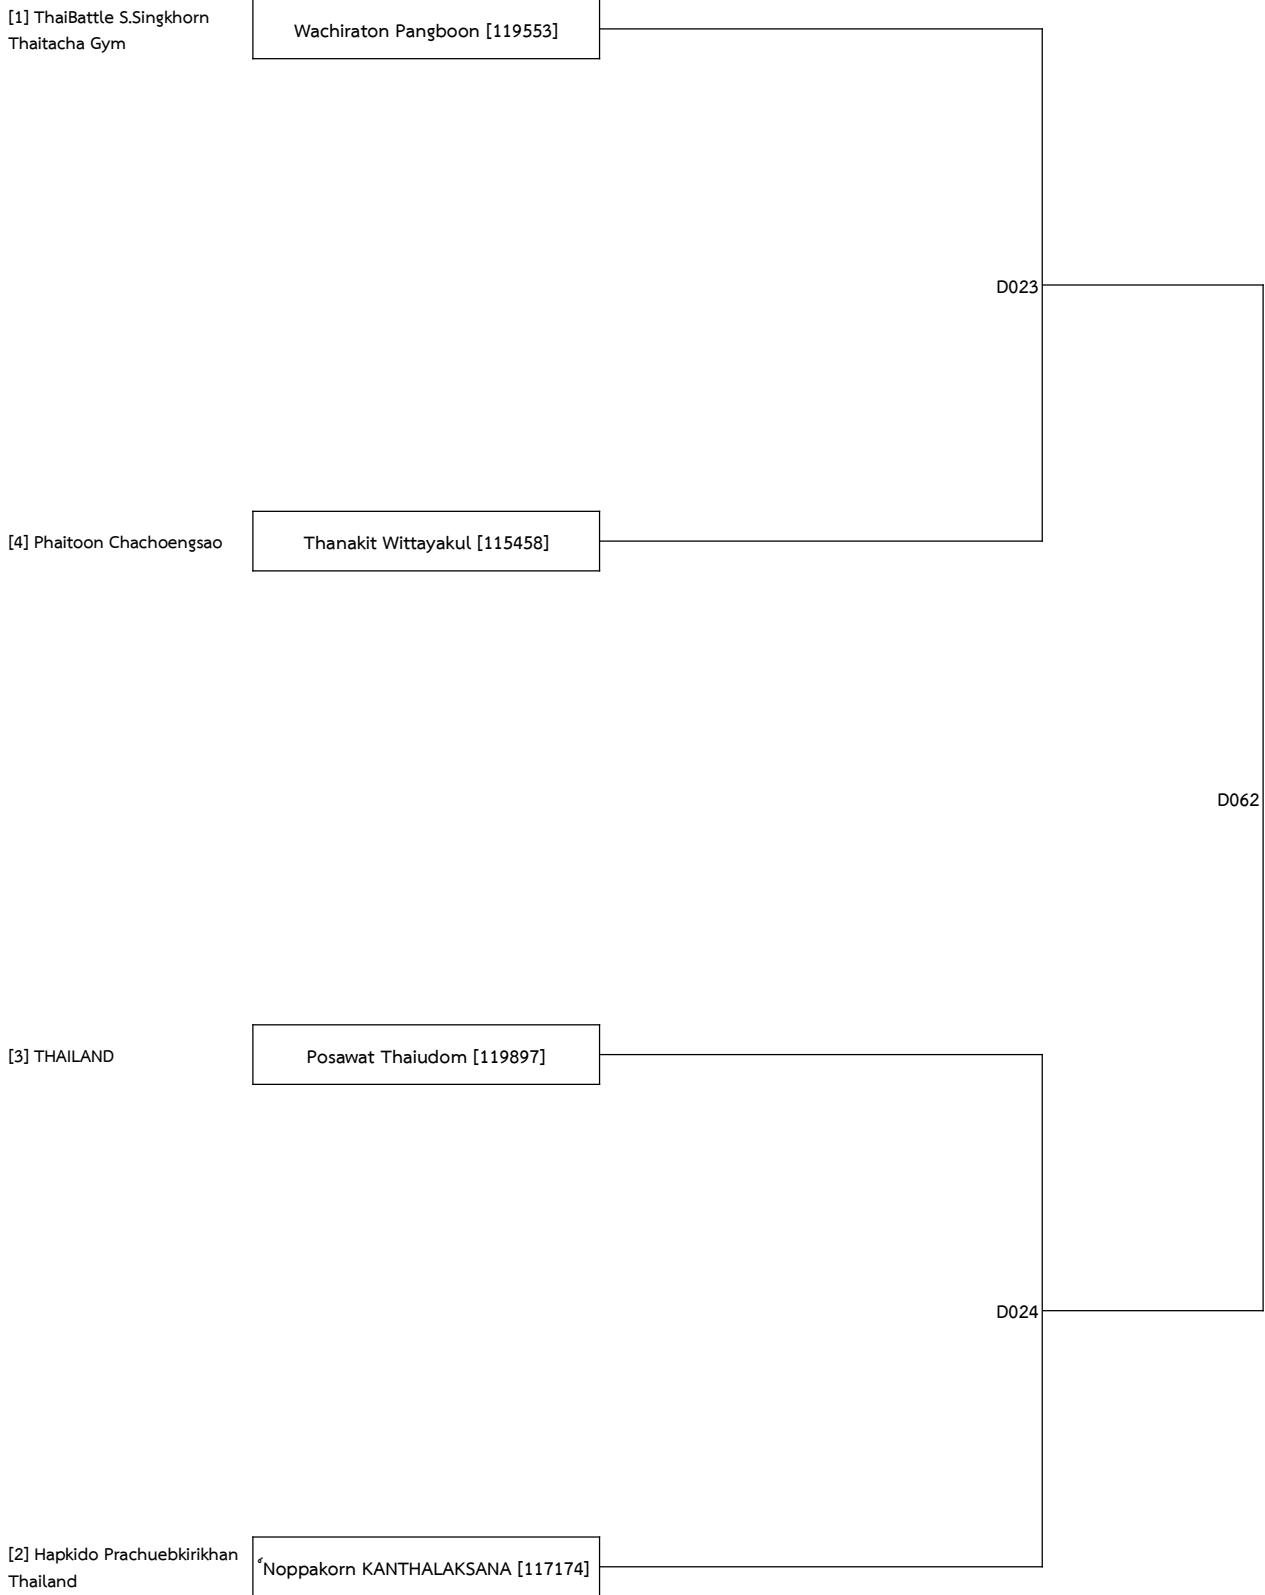 [1] ThaiBattle S.Singkhorn
Thaitacha Gym
Wachiraton Pangboon [119553]
D023
[4] Phaitoon Chachoengsao
Thanakit Wittayakul [115458]
D062
[3] THAILAND
Posawat Thaiudom [119897]
D024
[2] Hapkido Prachuebkirikhan
Thailand
ํNoppakorn KANTHALAKSANA [117174]